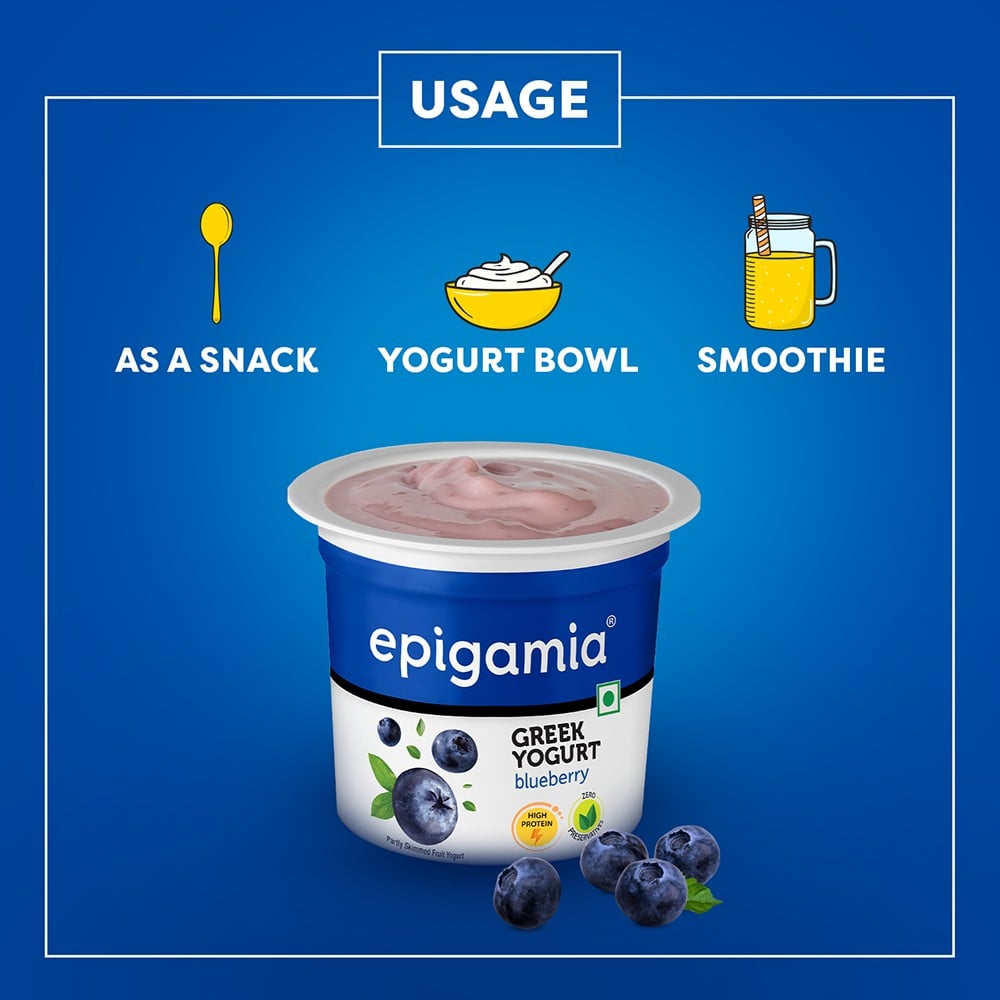 USAGE
AS A SNACK
YOGURT BOWL
SMOOTHIE
epigamia®
GREEK
YOGURT
blueberry
HIGH
PROTEIN
ZERO
PRESERVATIVES
Partly Skimmed Fruit Yogurt